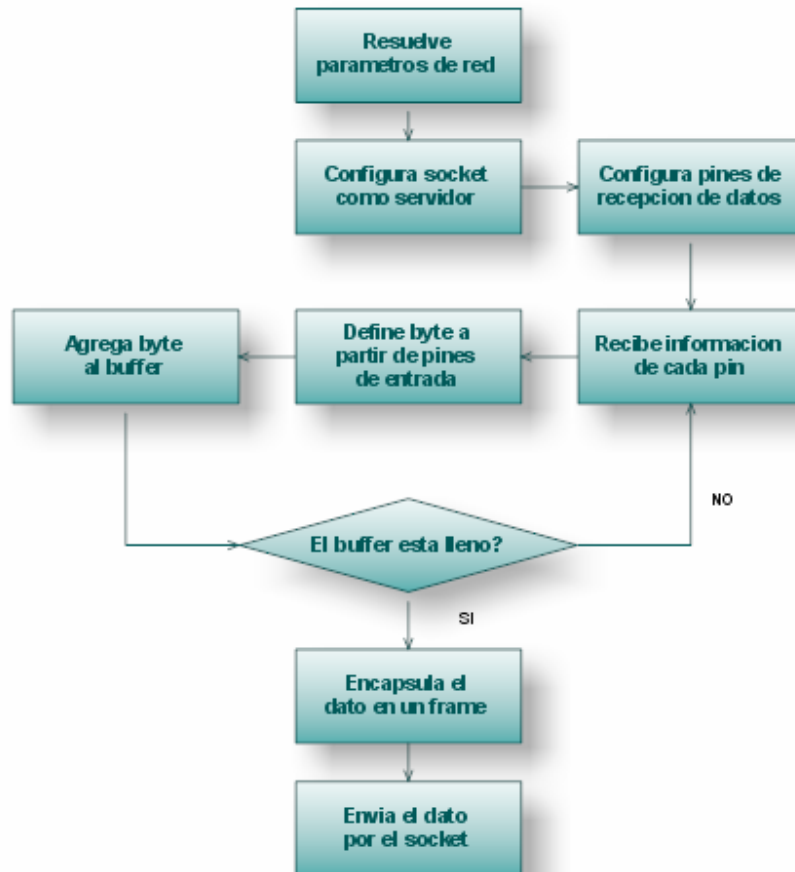 Resuelve
parametros de red
Configura socket
como servidor
Configura pines de
recepcion de datos
Recibe informacion
de cada pin
Define byte a
partir de pines
de entrada
Agrega byte
al buffer
El buffer esta lleno?
NO
SI
Encapsula el
dato en un frame
Envia el dato
por el socket